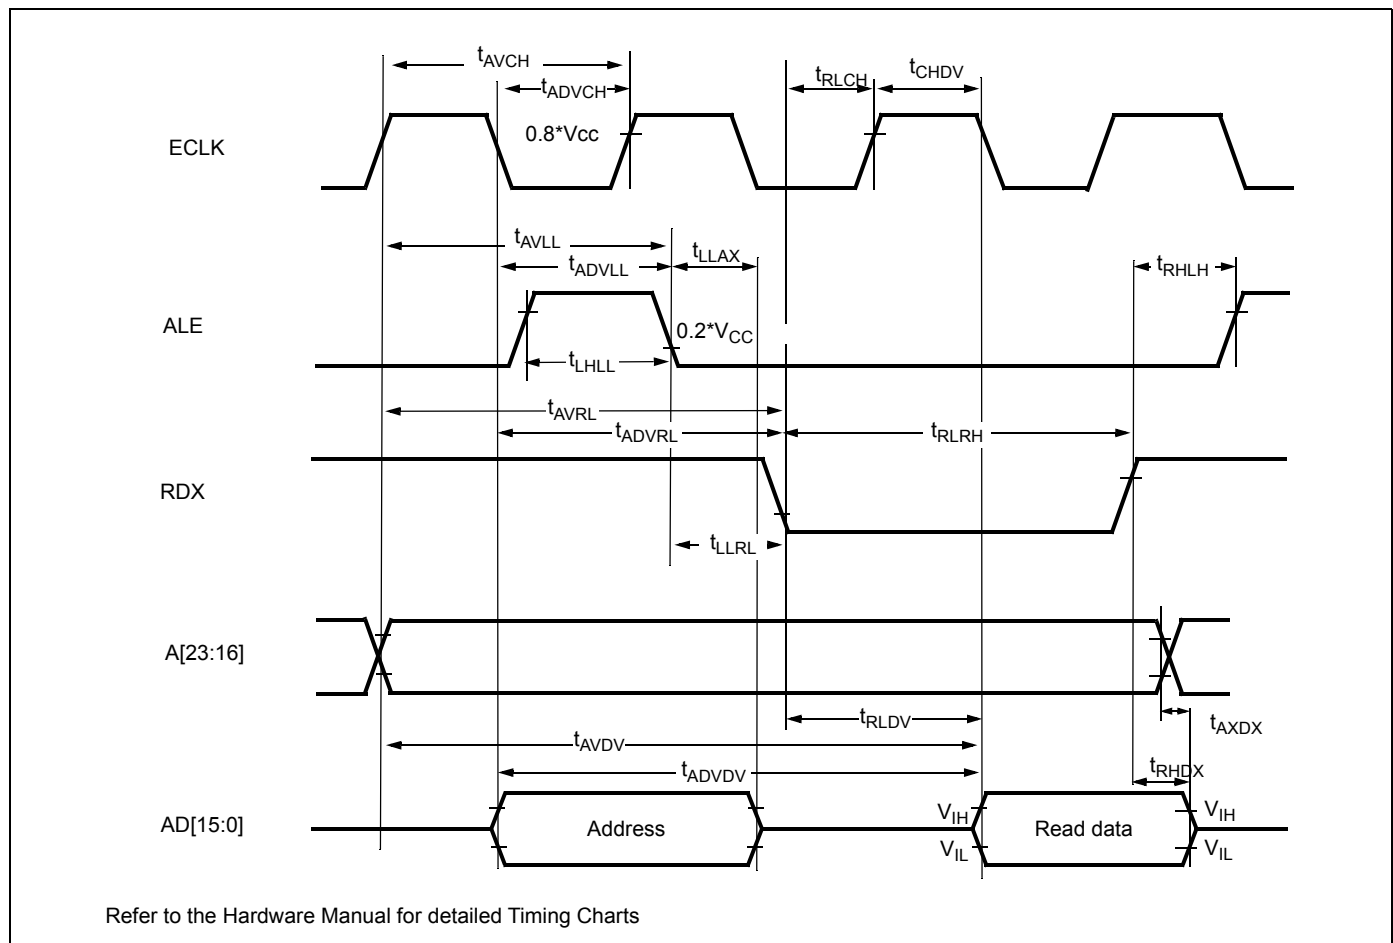 tAVCH
tADVCH
tRLCH
tCHDV
ECLK
0.8*Vcc
tAVLL
tADVLL
tLLAX
tRHLH
ALE
0.2*VCC
tLHLL
tAVRL
tADVRL
tRLRH
RDX
tLLRL
A[23:16]
tRLDV
tAXDX
tAVDV
tADVDV
tRHDX
AD[15:0]
Address
VIH
VIL
Read data
VIH
VIL
Refer to the Hardware Manual for detailed Timing Charts